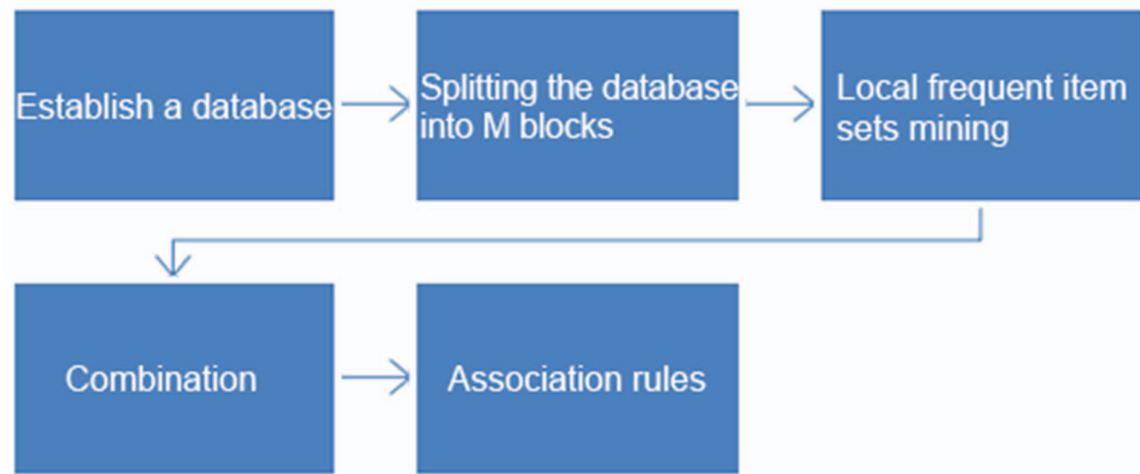 Establish a database
Splitting the database
into M blocks
Local frequent item
sets mining
Combination
Association rules